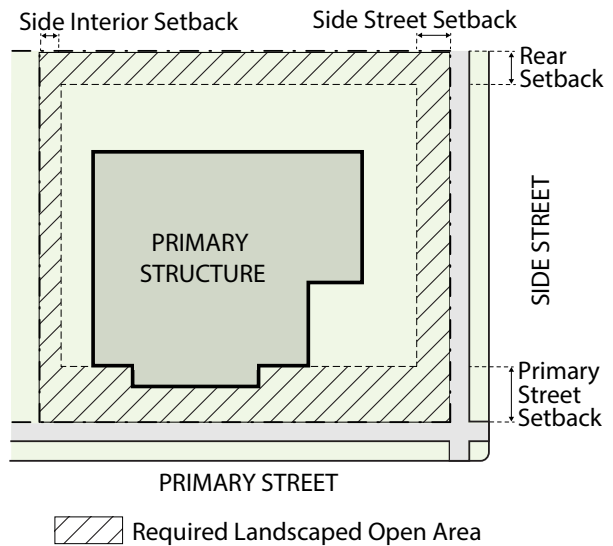 Side Interior Setback
Side Street Setback
Rear
Setback
PRIMARY
STRUCTURE
SIDE STREET
Primary
Street
Setback
PRIMARY STREET
Required Landscaped Open Area